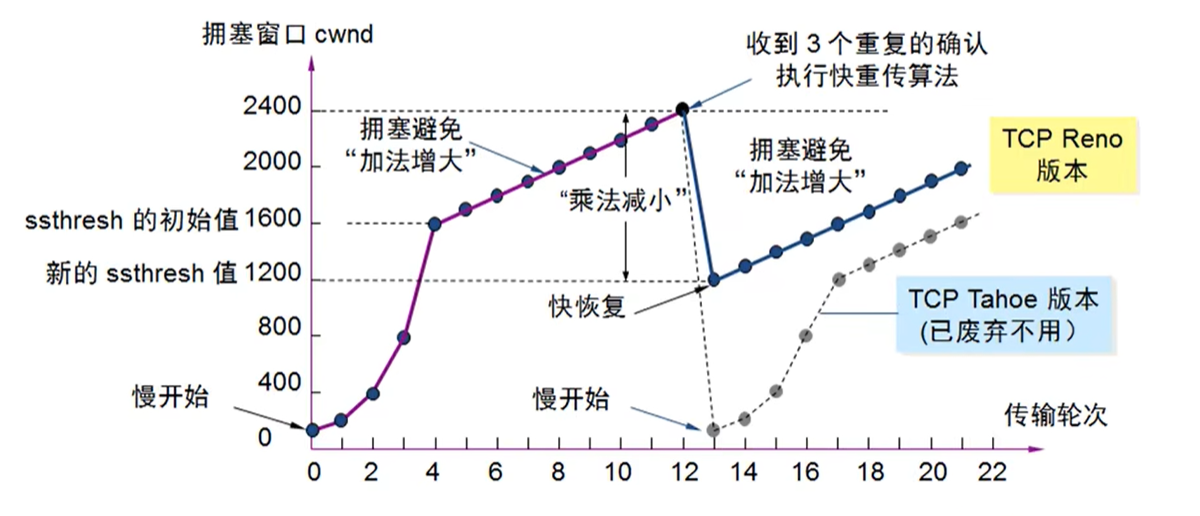 拥塞窗口 cwnd
收到 3 个重复的确认
执行快重传算法
2400
拥塞避免
“加法增大”
TCP Reno
版本
2000
拥塞避免
“加法增大”
“乘法减小”
ssthresh 的初始值 1600
新的 ssthresh 值 1200
快恢复
TCP Tahoe 版本
(已废弃不用）
800
400
慢开始
慢开始
传输轮次
0
0 2 4 6 8 10 12 14 16 18 20 22